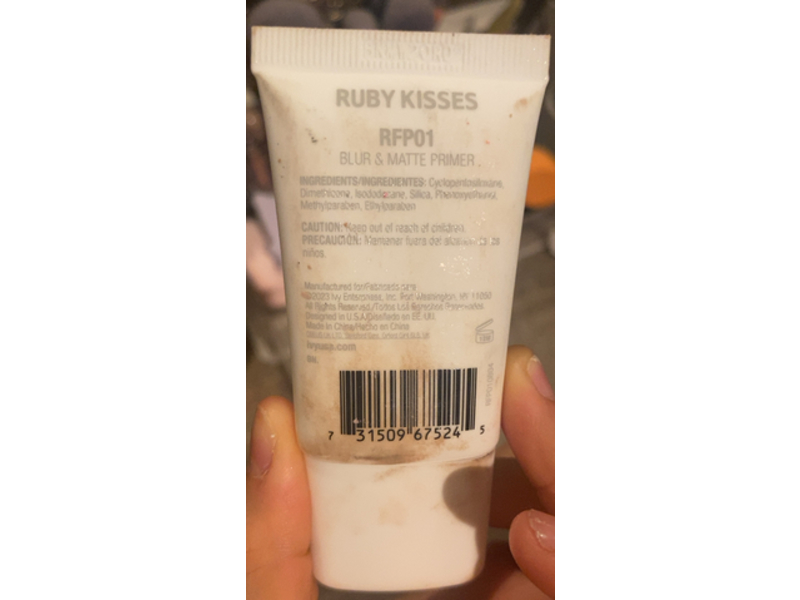 RUBY KISSES
RFP01
BLUR & MATTE PRIMER
INGREDIENTS/INGREDIENTES: Cyclopentasiloxane,
Dimethicone, Isododecane, Silica, Phenoxyethanol,
Methylparaben, Ethylparaben
CAUTION: Keep out of reach of children.
PRECAUCIÓN: Mantener fuera del alcance de los
niños.
Manufactured for/Fabricado para
©2023 Ivy Enterprises, Inc. Port Washington, NY 11050
All Rights Reserved./Todos Los Derechos Reservados.
Designed in U.S.A./Diseñado en EE.UU.
Made in China/Hecho en China
ivyusa.com
7 31509 67524 5